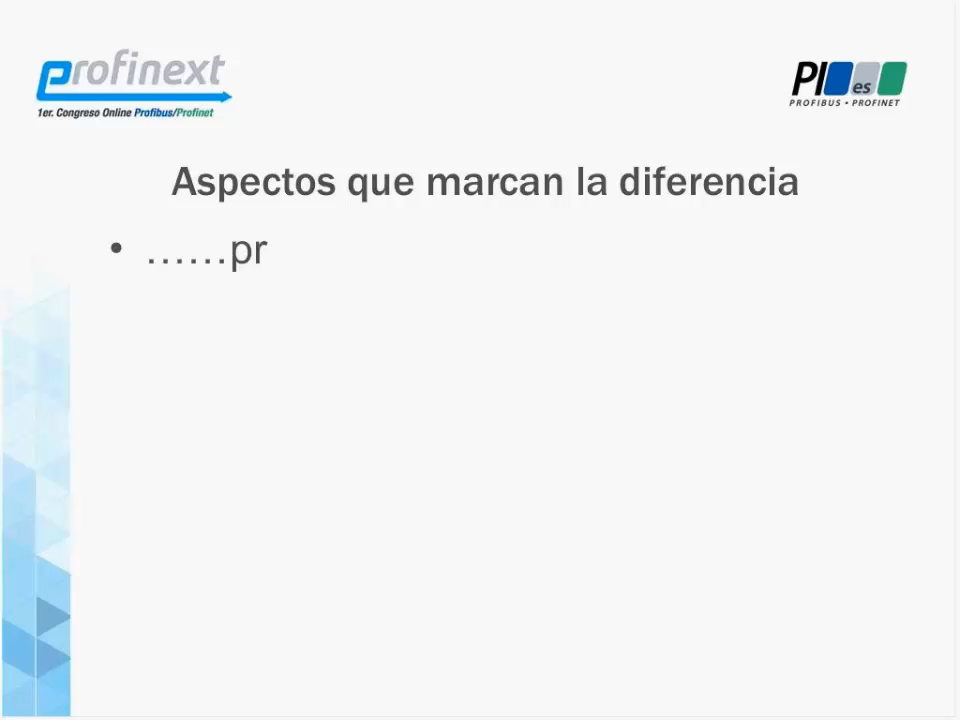 profinext
1er. Congreso Online Profibus/Profinet
PI es
PROFIBUS • PROFINET
Aspectos que marcan la diferencia
• ……pr